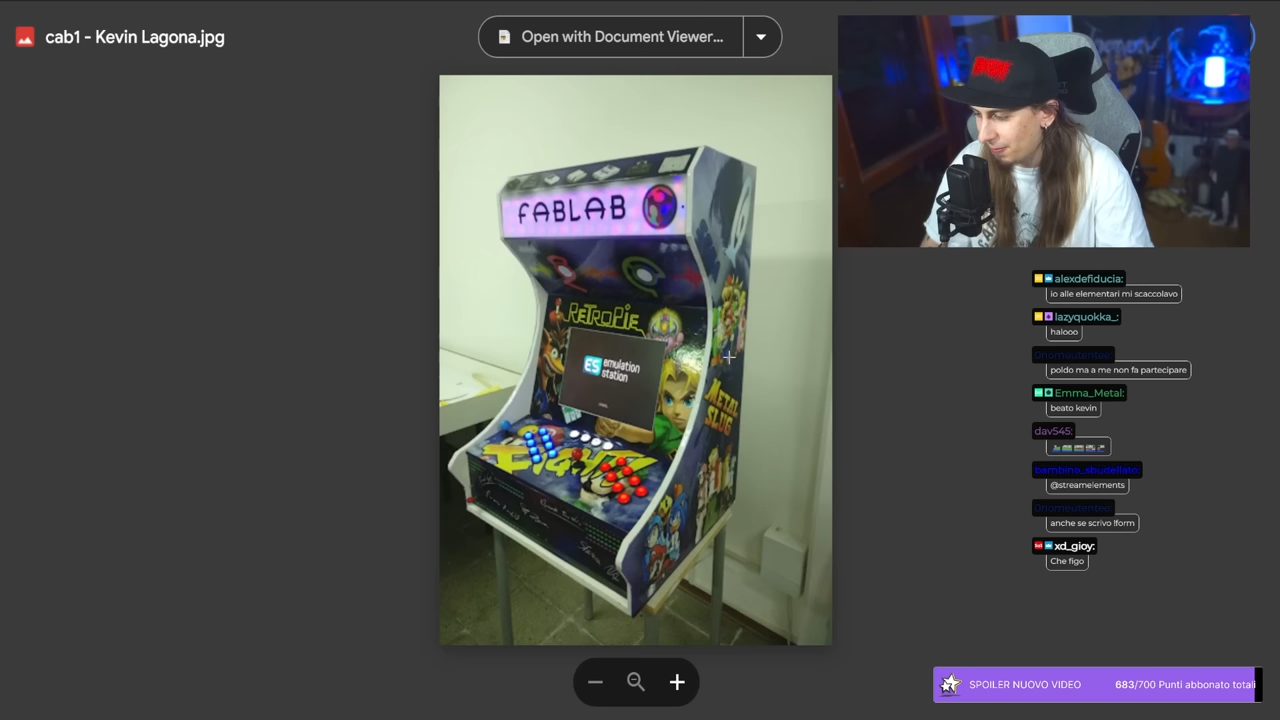 cab1 - Kevin Lagona.jpg
Open with Document Viewer...
FABLAB
RETROPIE
ES emulation
station
METAL
SLUG
alexdefiducia:
io alle elementari mi scaccolavo
lazyquokka_:
halooo
0nomeutentee:
poldo ma a me non fa partecipare
Emma_Metal:
beato kevin
dav545:
bambino_sbudellato:
@streamelements
0nomeutentee:
anche se scrivo !form
xd_gioy:
Che figo
SPOILER NUOVO VIDEO
683/700 Punti abbonato totali